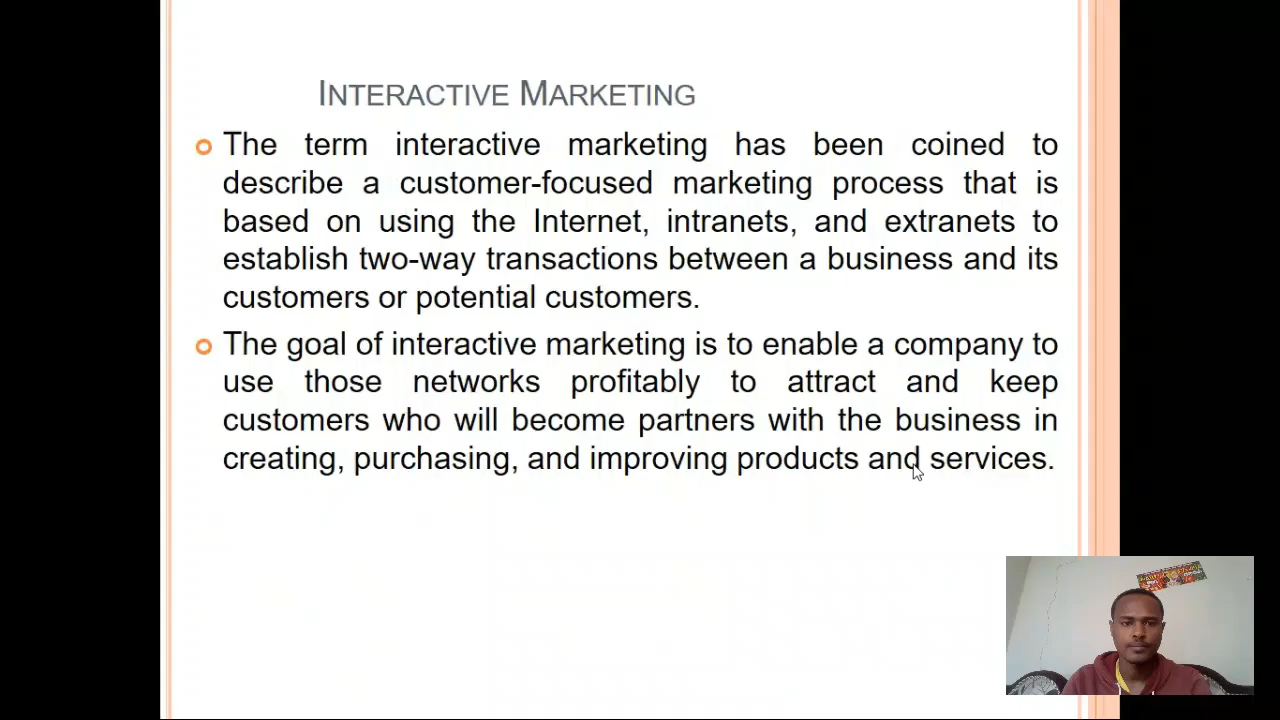 INTERACTIVE MARKETING
The term interactive marketing has been coined to
describe a customer-focused marketing process that is
based on using the Internet, intranets, and extranets to
establish two-way transactions between a business and its
customers or potential customers.
The goal of interactive marketing is to enable a company to
use those networks profitably to attract and keep
customers who will become partners with the business in
creating, purchasing, and improving products and services.